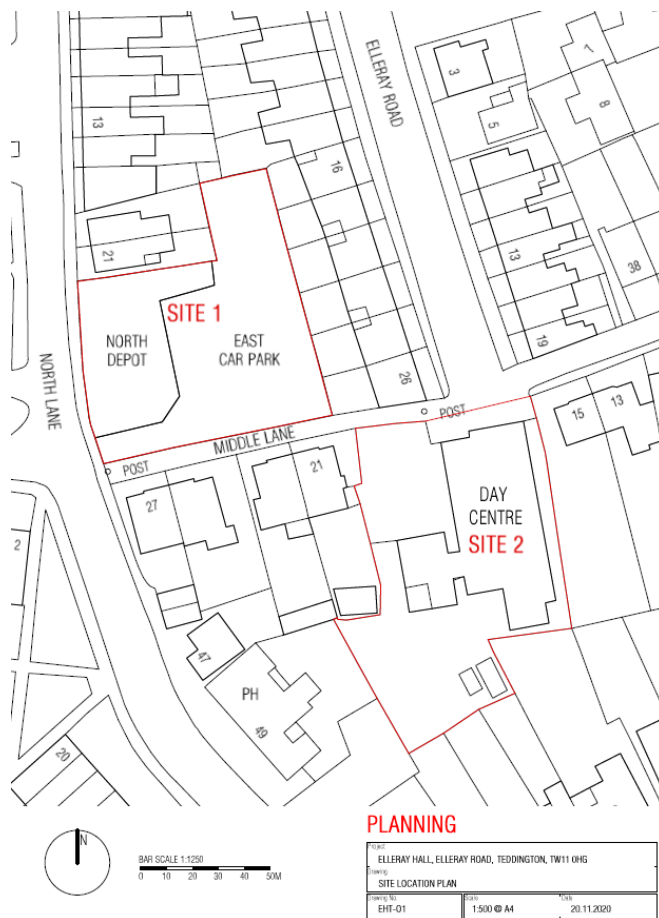 ELLERAY ROAD
3
1
5
8
13
16
21
13
38
SITE 1
NORTH
DEPOT
EAST
CAR PARK
19
NORTH LANE
26
POST
MIDDLE LANE
15
13
POST
21
27
DAY
CENTRE
SITE 2
2
47
PH
49
20
PLANNING
N
BAR SCALE 1:1250
0 10 20 30 40 50M
Project
ELLERAY HALL, ELLERAY ROAD, TEDDINGTON, TW11 0HG
Drawing
SITE LOCATION PLAN
Drawing No
Scale
Date
EHT-01
1:500 @ A4
20.11.2020